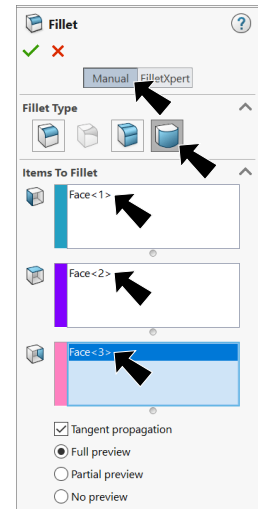 Fillet
?
Manual FilletXpert
Fillet Type
Items To Fillet
Face<1>
Face<2>
Face<3>
Tangent propagation
Full preview
Partial preview
No preview